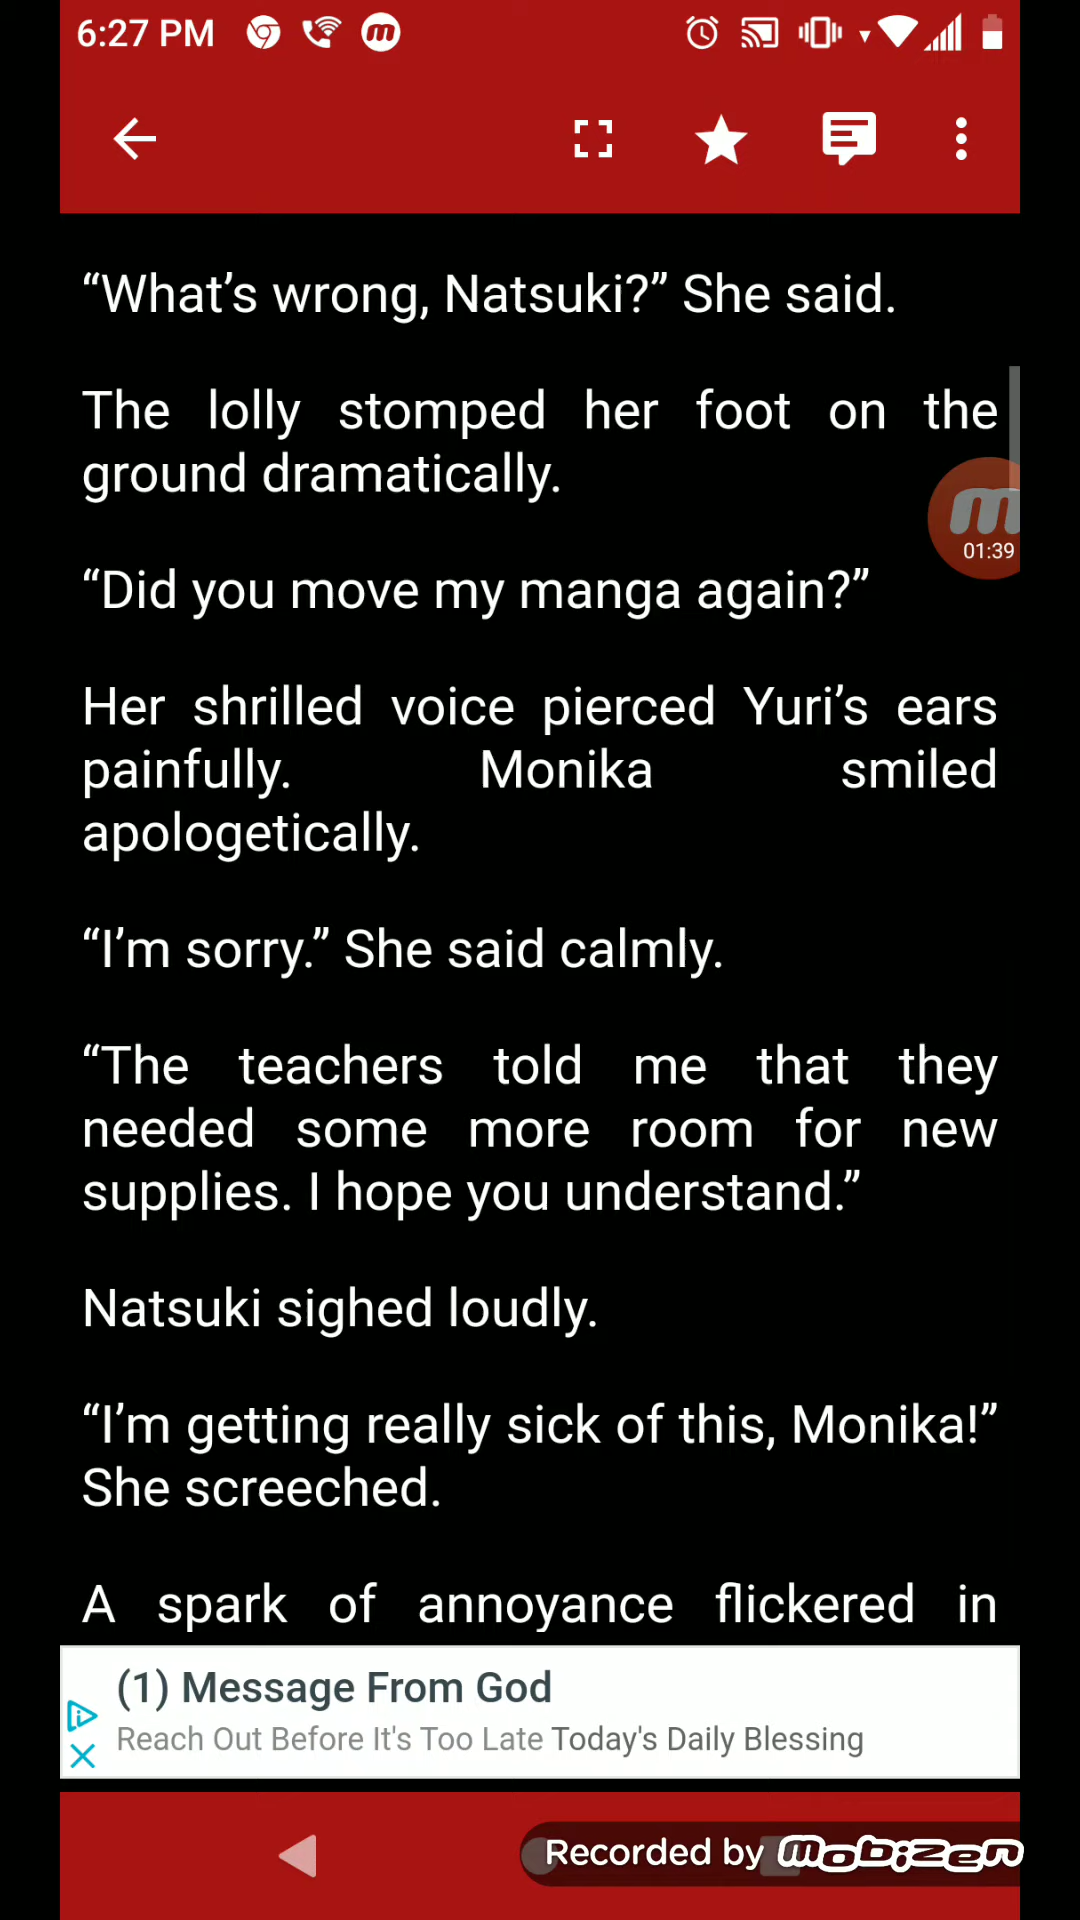 6:27 PM
“What’s wrong, Natsuki?” She said.
The lolly stomped her foot on the
ground dramatically.
01:39
“Did you move my manga again?”
Her shrilled voice pierced Yuri’s ears
painfully. Monika smiled
apologetically.
“I’m sorry.” She said calmly.
“The teachers told me that they
needed some more room for new
supplies. I hope you understand.”
Natsuki sighed loudly.
“I’m getting really sick of this, Monika!”
She screeched.
A spark of annoyance flickered in
(1) Message From God
Reach Out Before It's Too Late Today's Daily Blessing
Recorded by mobizen